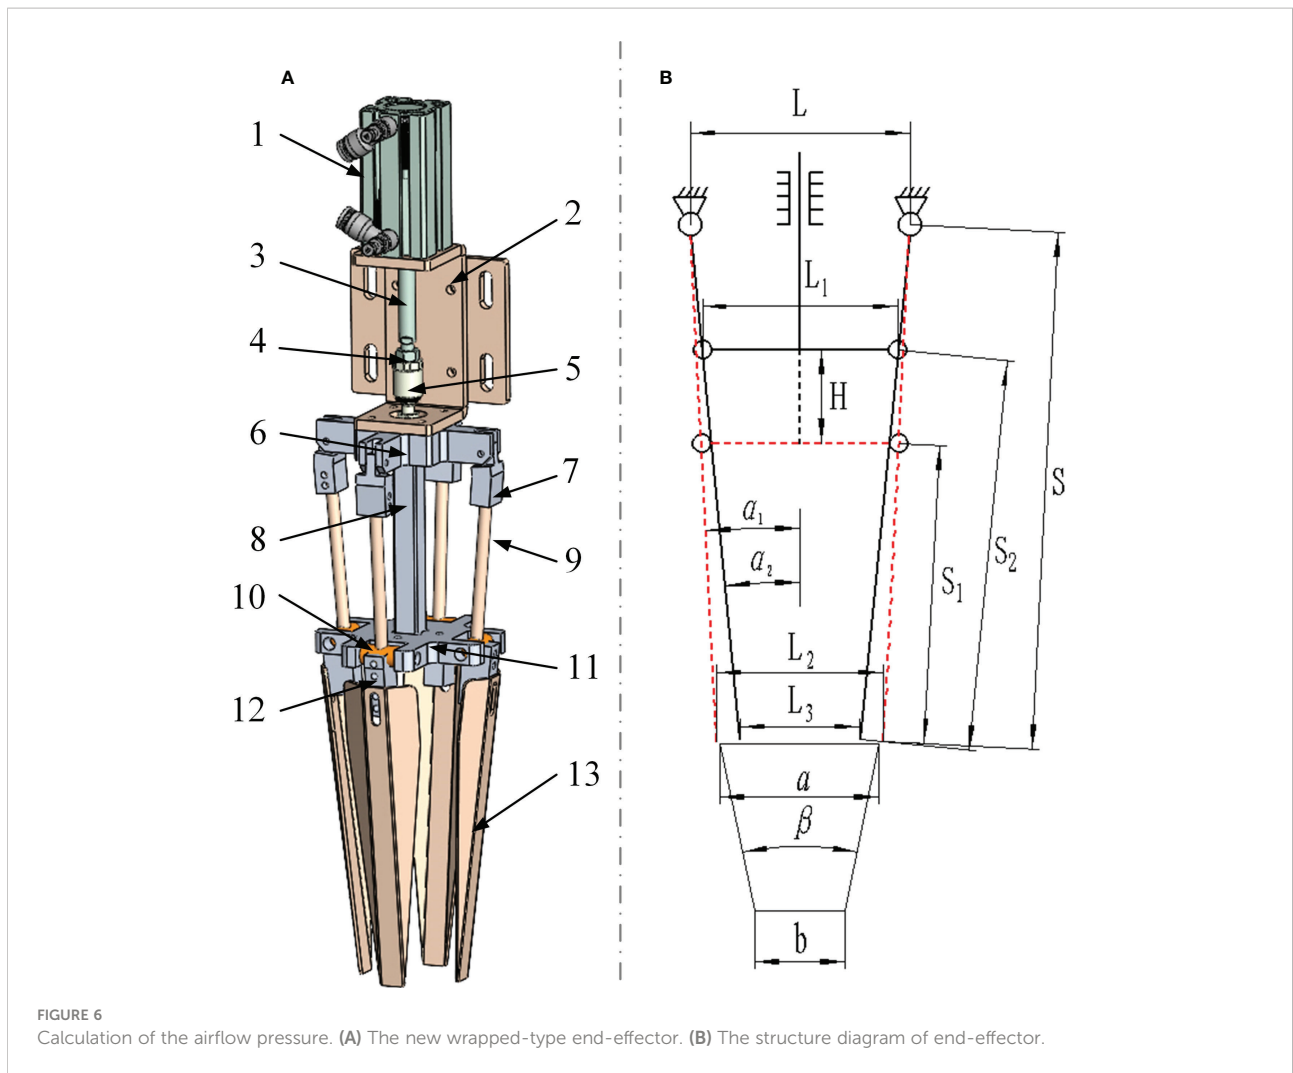 A
B
1
2
3
4
5
6
7
8
9
10
11
12
13
L
L₁
H
S
a₁
a₂
S₂
S₁
L₂
L₃
a
β
b
FIGURE 6
Calculation of the airflow pressure. (A) The new wrapped-type end-effector. (B) The structure diagram of end-effector.